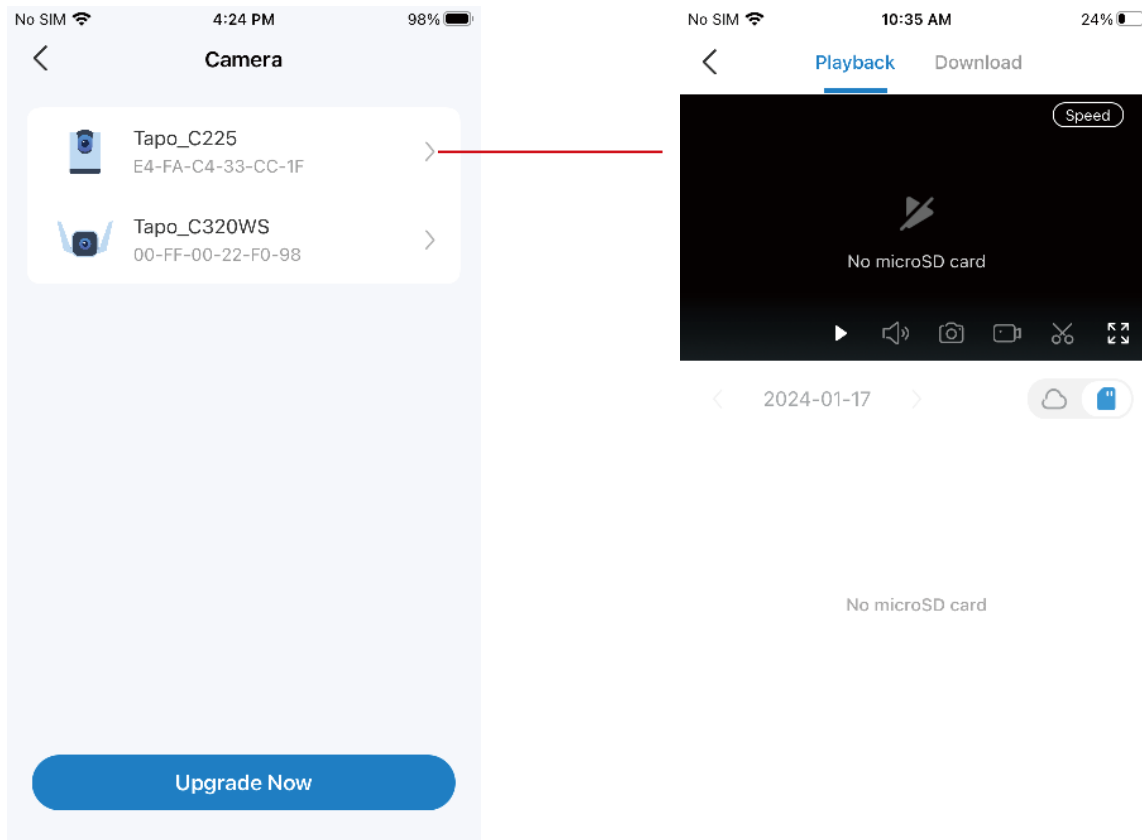 No SIM 4:24 PM 98%
Camera
Tapo_C225
E4-FA-C4-33-CC-1F
Tapo_C320WS
00-FF-00-22-F0-98
Upgrade Now
No SIM 10:35 AM 24%
Playback Download
Speed
No microSD card
2024-01-17
No microSD card